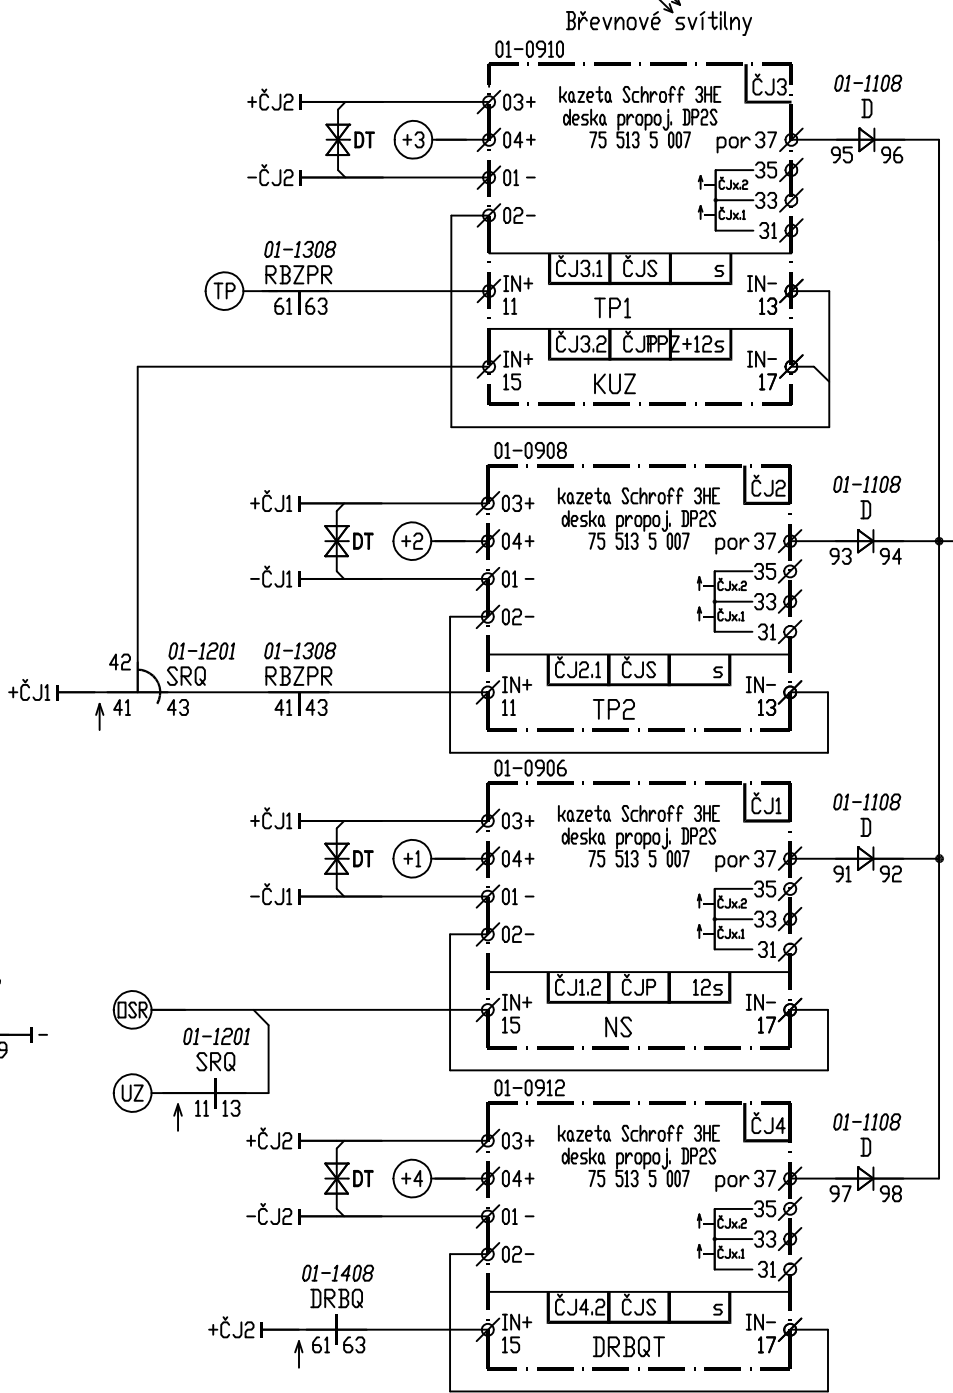 Břevnové svítilny
01-0910
ČJ3
+ČJ2
03+
kazeta Schroff 3HE
01-1108
deska propoj. DP2S
D
DT
+3
04+
75 513 5 007
por 37
95 96
-ČJ2
01 -
35
ČJx.2
33
02-
ČJx.1
31
01-1308
RBZPR
ČJ3.1 ČJS s
TP
61 63
IN+
11
TP1
IN-
13
ČJ3.2
+12s
IN+
15
KUZ
IN-
17
01-0908
ČJ2
+ČJ1
03+
kazeta Schroff 3HE
01-1108
deska propoj. DP2S
D
DT
+2
04+
75 513 5 007
por 37
93 94
-ČJ1
01 -
35
ČJx.2
33
02-
ČJx.1
31
42
01-1201
SRQ
01-1308
RBZPR
ČJ2.1 ČJS s
+ČJ1
41
43
41 43
IN+
11
TP2
IN-
13
01-0906
ČJ1
+ČJ1
03+
kazeta Schroff 3HE
01-1108
deska propoj. DP2S
D
DT
+1
04+
75 513 5 007
por 37
91 92
-ČJ1
01 -
35
ČJx.2
33
02-
ČJx.1
31
ČJ1.2 ČJP 12s
OSR
IN+
15
NS
IN-
17
-
9
01-1201
SRQ
UZ
11 13
01-0912
ČJ4
+ČJ2
03+
kazeta Schroff 3HE
01-1108
deska propoj. DP2S
D
DT
+4
04+
75 513 5 007
por 37
97 98
-ČJ2
01 -
35
ČJx.2
33
02-
ČJx.1
31
01-1408
DRBQ
ČJ4.2 ČJS s
+ČJ2
61 63
IN+
15
DRBQT
IN-
17